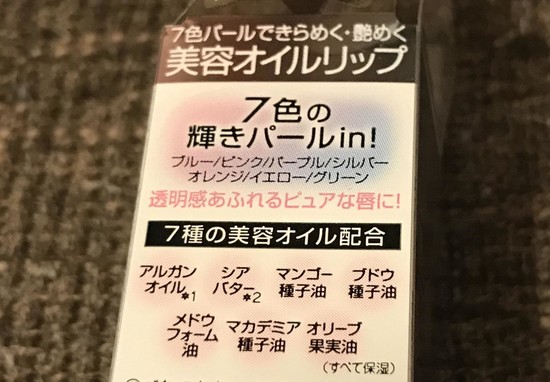 7色パールできらめく・艶めく
美容オイルリップ
7色の
輝きパールin!
ブルー/ピンク/パープル/シルバー
オレンジ/イエロー/グリーン
透明感あふれるピュアな唇に!
7種の美容オイル配合
アルガン シア マンゴー ブドウ
オイル※1 バター※2 種子油 種子油
メドウ マカデミア オリーブ
フォーム 種子油 果実油
油
(すべて保湿)